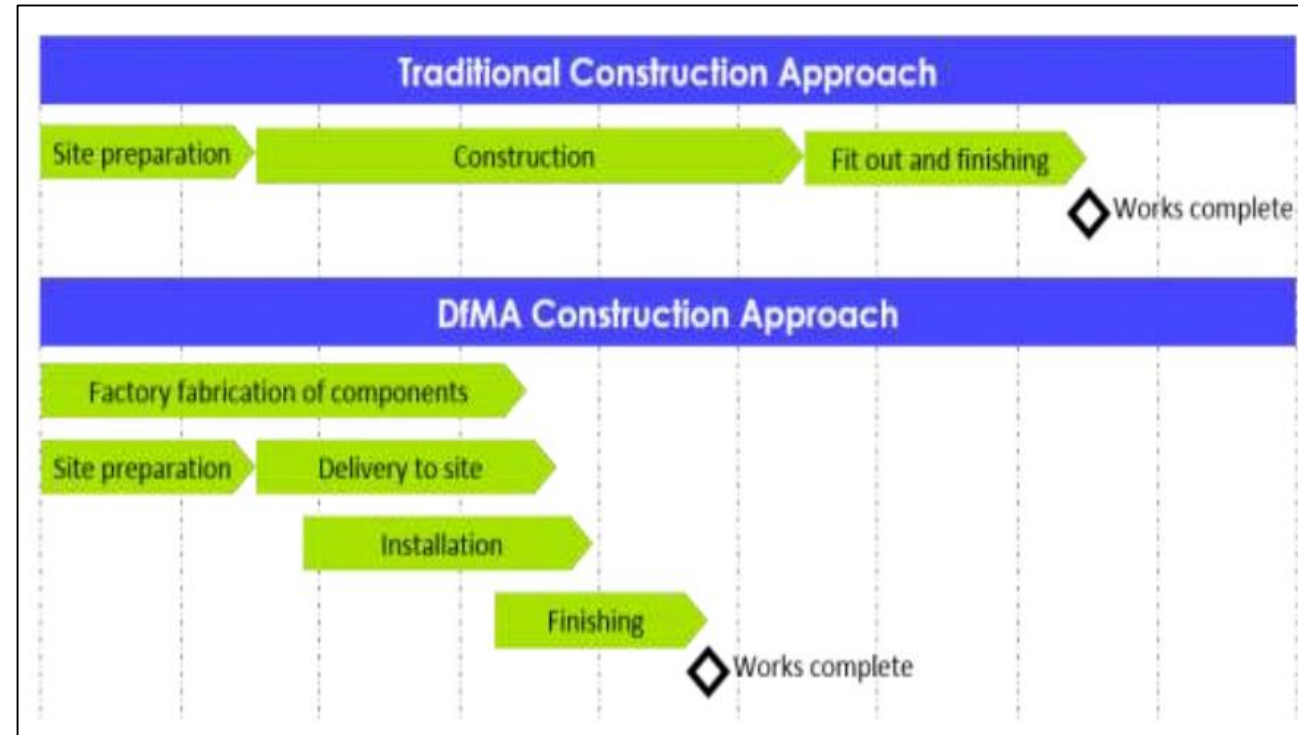 Traditional Construction Approach
Site preparation
Construction
Fit out and finishing
Works complete
DfMA Construction Approach
Factory fabrication of components
Site preparation
Delivery to site
Installation
Finishing
Works complete